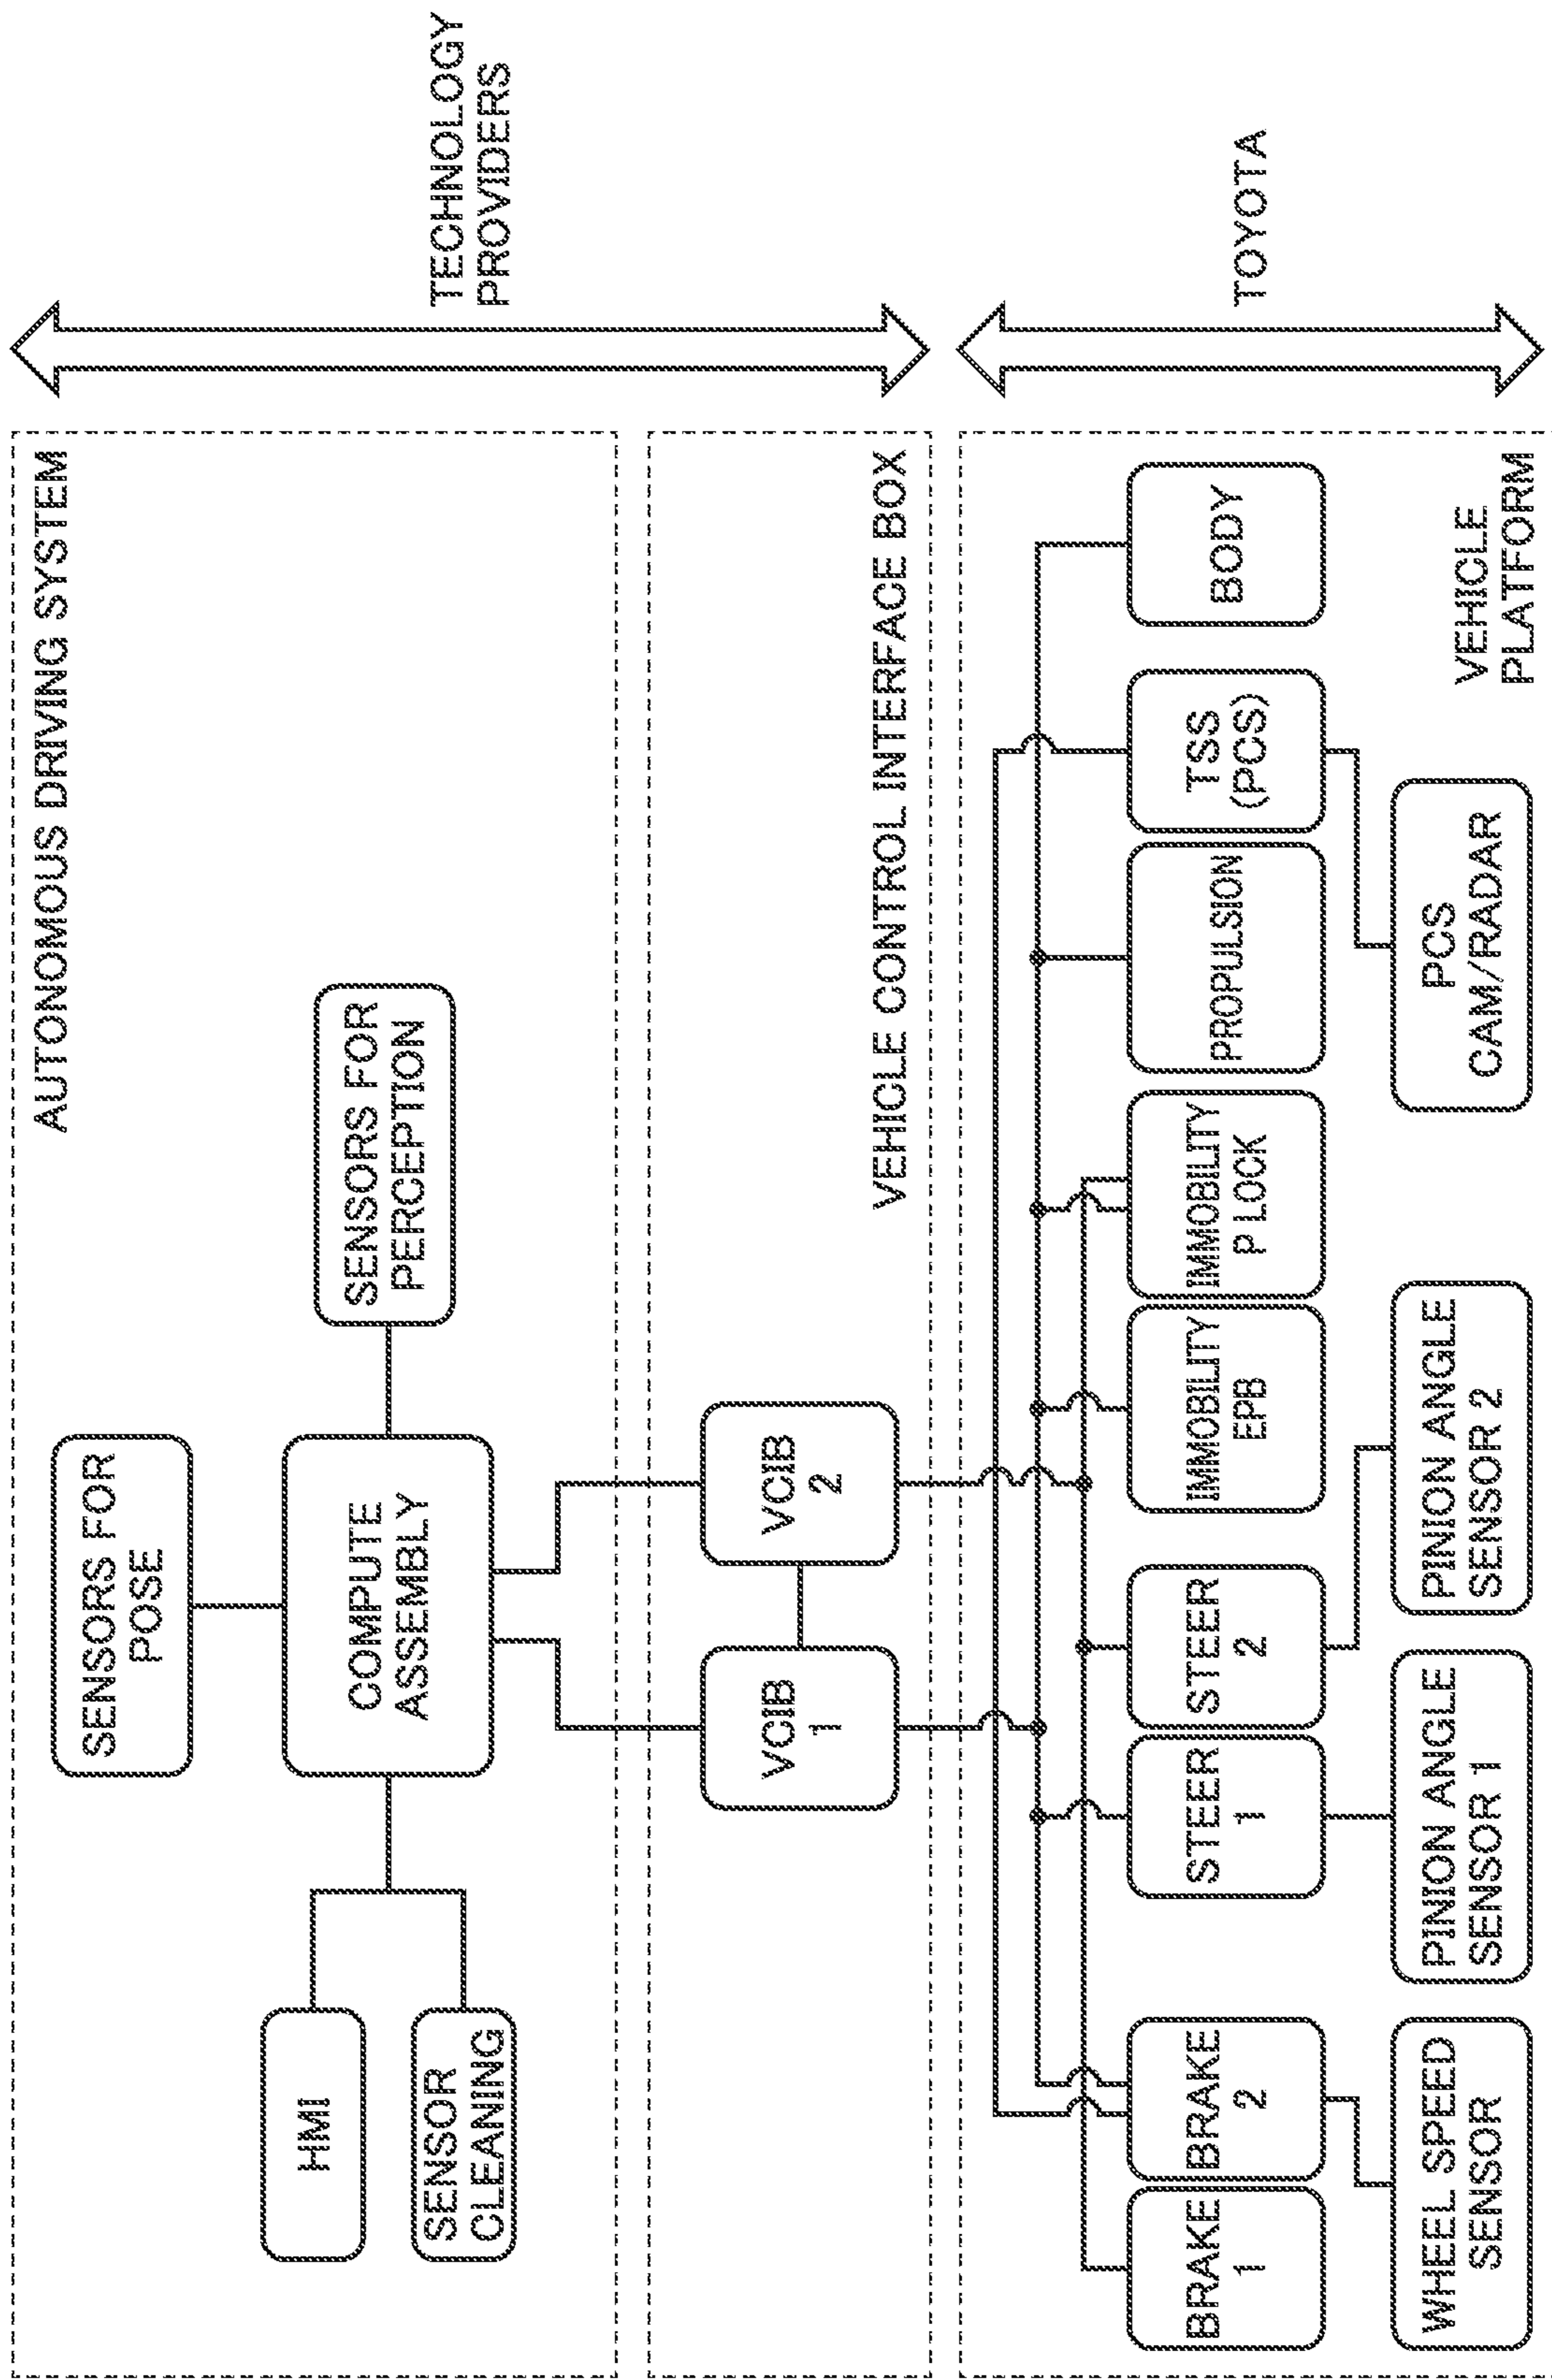 AUTONOMOUS DRIVING SYSTEM
SENSORS FOR
POSE
HMI
SENSOR
CLEANING
COMPUTE
ASSEMBLY
SENSORS FOR
PERCEPTION
TECHNOLOGY
PROVIDERS
VCIB
1
VCIB
2
VEHICLE CONTROL INTERFACE BOX
BRAKE
1
BRAKE
2
STEER
1
STEER
2
IMMOBILITY
EPB
IMMOBILITY
P LOCK
PROPULSION
TSS
(PCS)
BODY
TOYOTA
WHEEL SPEED
SENSOR
PINION ANGLE
SENSOR 1
PINION ANGLE
SENSOR 2
PCS
CAM/RADAR
VEHICLE
PLATFORM